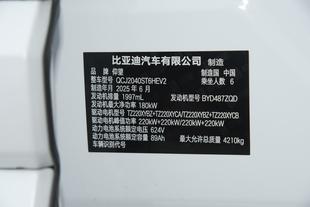 比亚迪汽车有限公司 制造
品牌 仰望 制造国 中国
整车型号 QCJ2040ST6HEV2 乘坐人数 6
制造年月 2025 年 6 月
发动机排量 1997mL 发动机型号 BYD487ZQD
发动机最大净功率 180kW
驱动电机型号 TZ220XYBZ+TZ220XYCA/TZ220XYBZ+TZ220XYCB
驱动电机峰值功率 220kW+220kW/220kW+220kW
动力电池系统额定电压 624V
动力电池系统额定容量 89Ah 最大允许总质量 4210kg
车辆识别代号